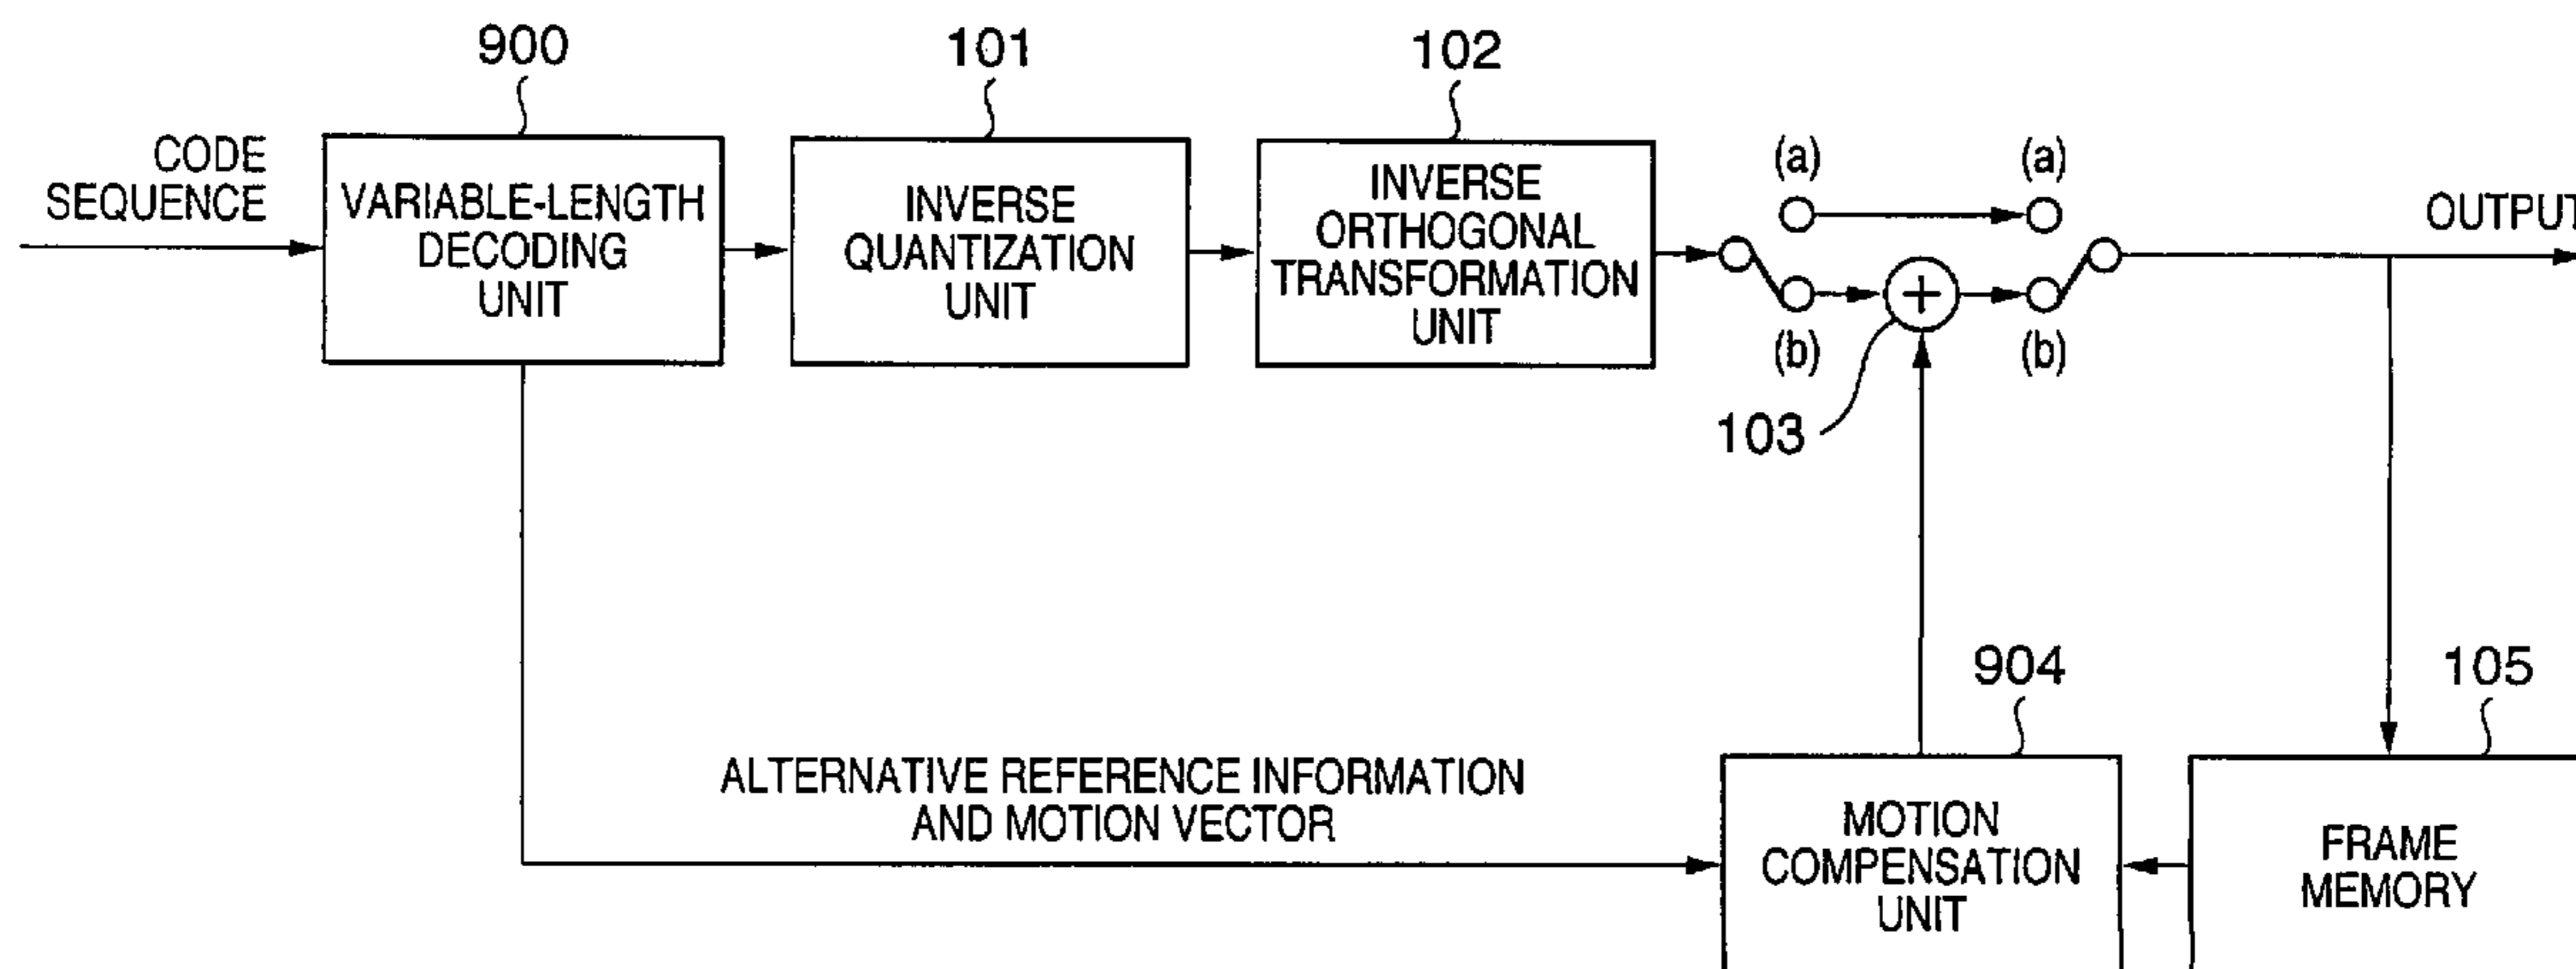 900
101
102
CODE
SEQUENCE
VARIABLE-LENGTH
DECODING
UNIT
INVERSE
QUANTIZATION
UNIT
INVERSE
ORTHOGONAL
TRANSFORMATION
UNIT
(a)
(a)
+
(b)
(b)
OUTPUT
103
904
105
ALTERNATIVE REFERENCE INFORMATION
AND MOTION VECTOR
MOTION
COMPENSATION
UNIT
FRAME
MEMORY